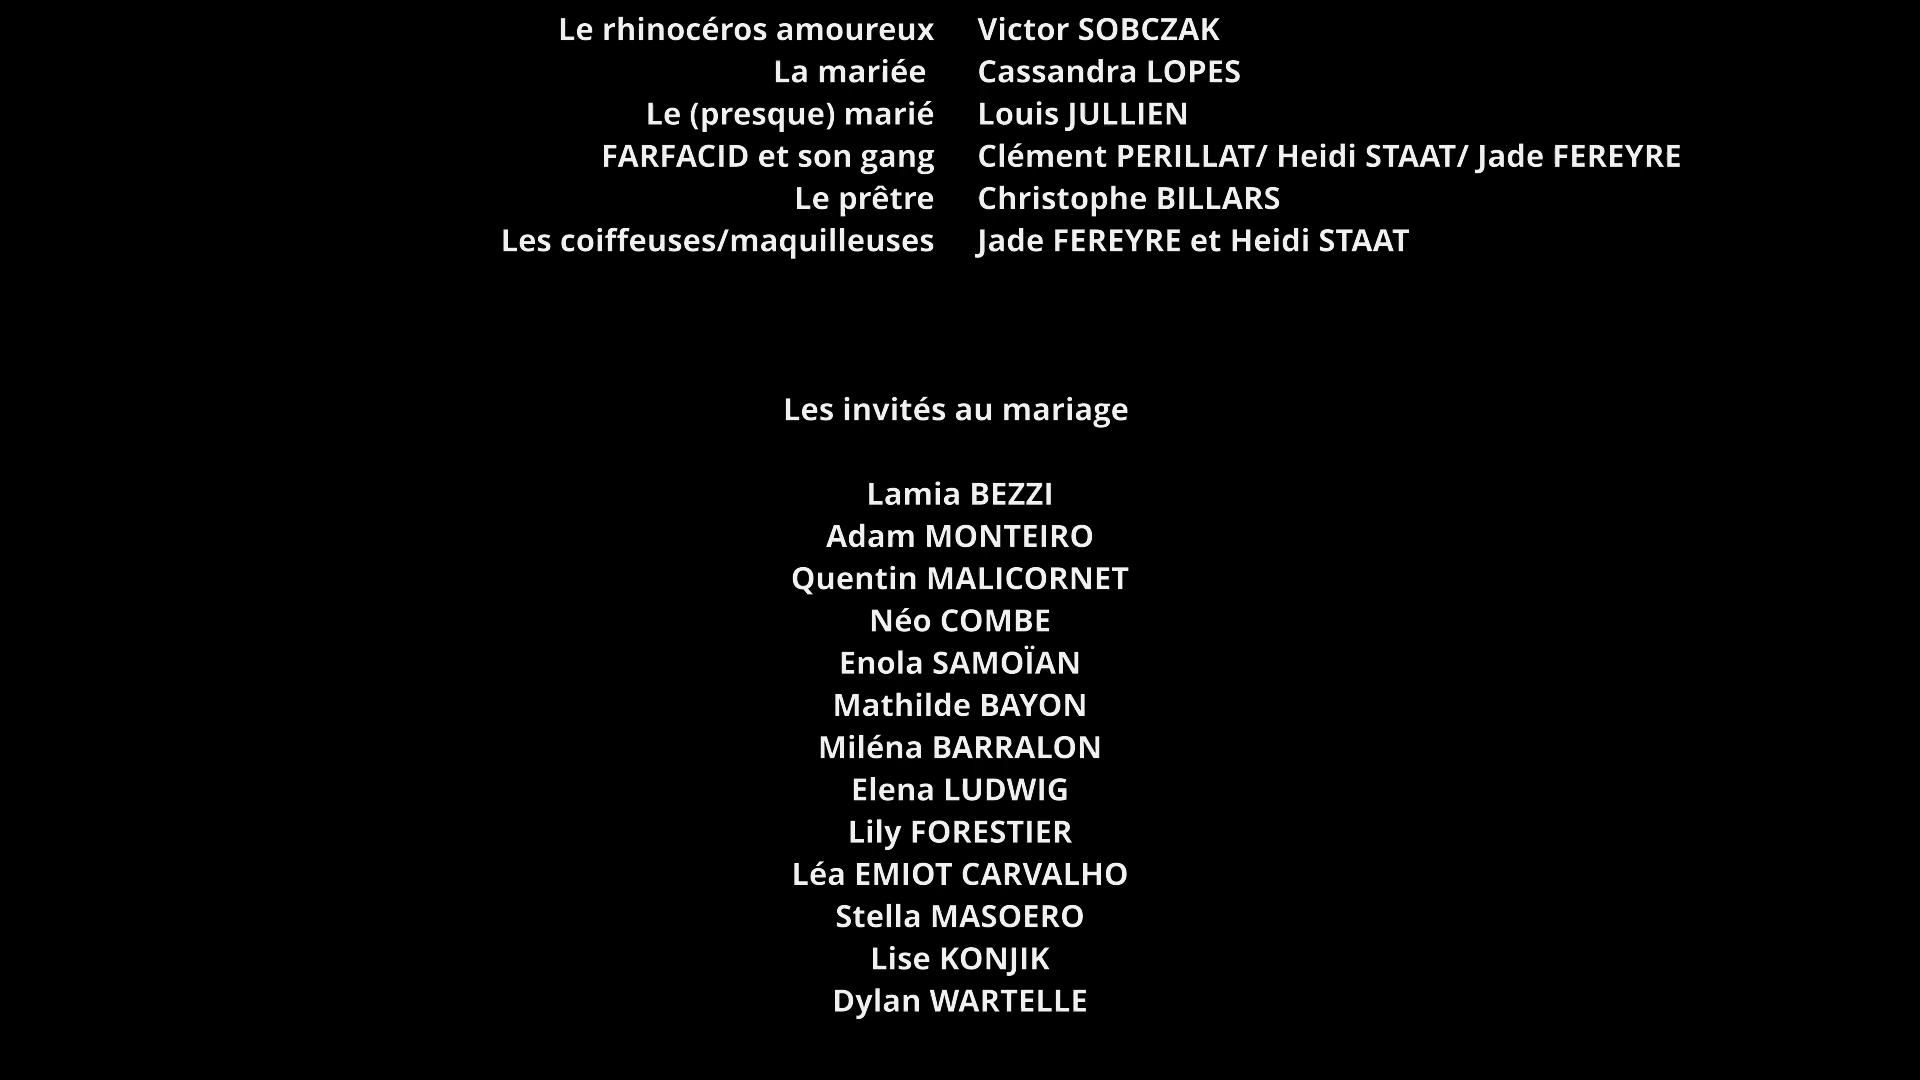 Le rhinocéros amoureux Victor SOBCZAK
La mariée Cassandra LOPES
Le (presque) marié Louis JULLIEN
FARFACID et son gang Clément PERILLAT/ Heidi STAAT/ Jade FEREYRE
Le prêtre Christophe BILLARS
Les coiffeuses/maquilleuses Jade FEREYRE et Heidi STAAT
Les invités au mariage
Lamia BEZZI
Adam MONTEIRO
Quentin MALICORNET
Néo COMBE
Enola SAMOÏAN
Mathilde BAYON
Miléna BARRALON
Elena LUDWIG
Lily FORESTIER
Léa EMIOT CARVALHO
Stella MASOERO
Lise KONJIK
Dylan WARTELLE